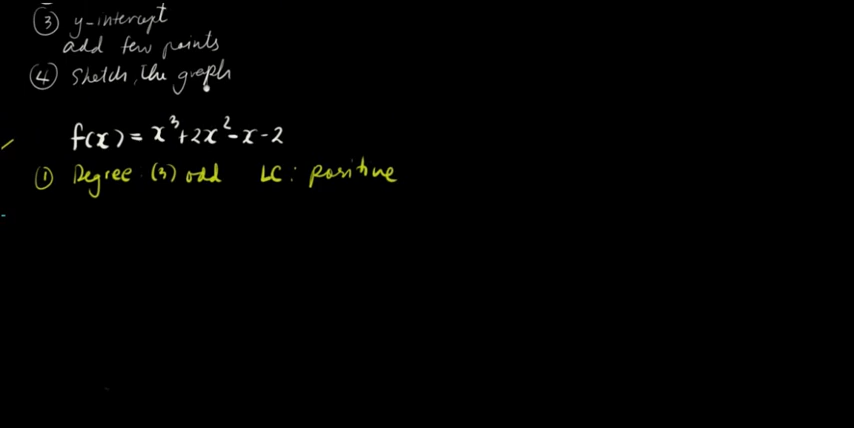 ③ y-intercept
add few points
④ Sketch, the graph
f(x) = x³+2x²-x-2
① Degree (3) odd LC: positive